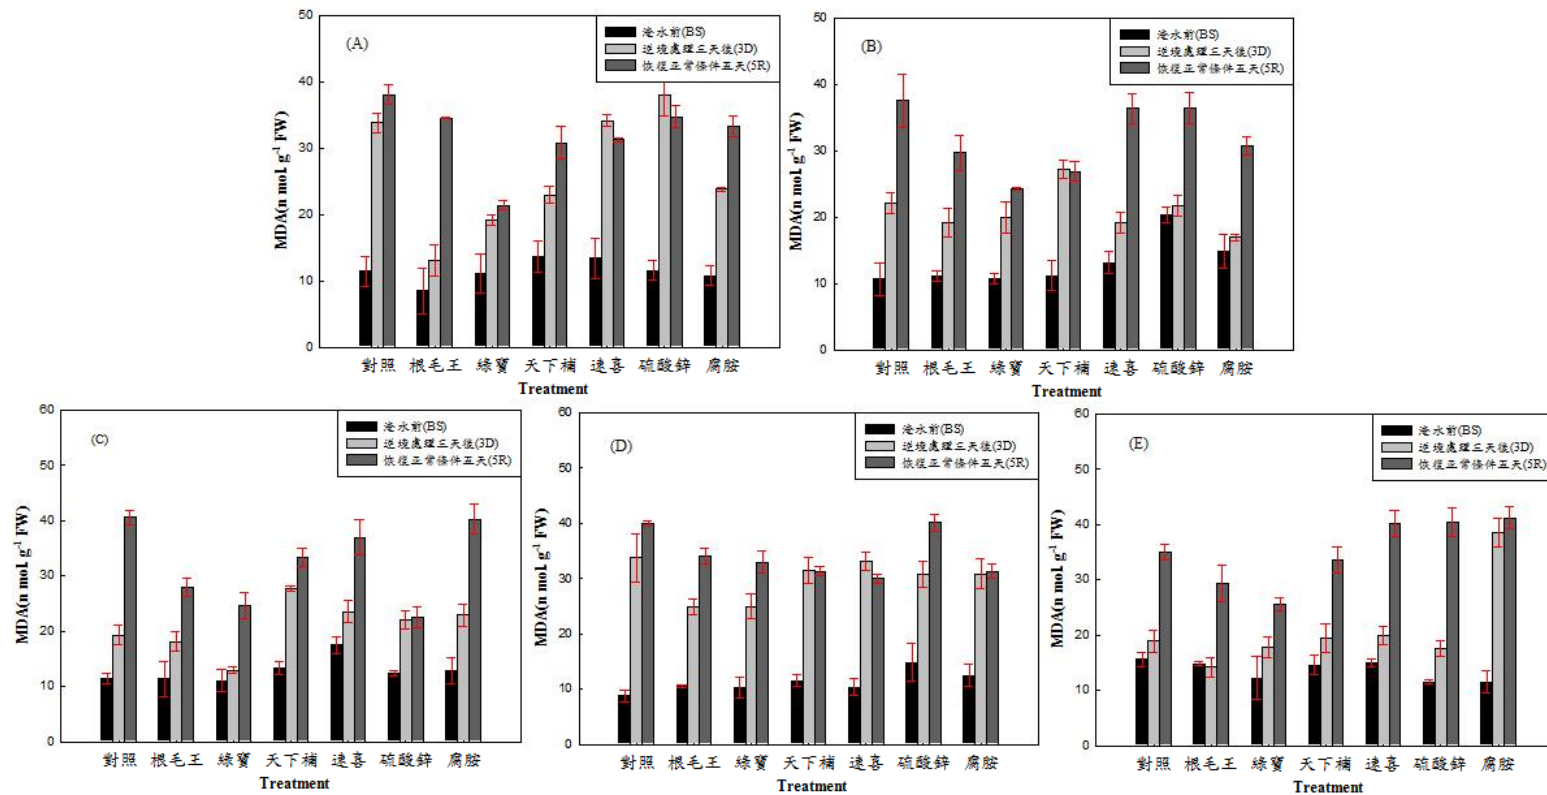 (A)
淹水前(BS)
逆境處理三天後(3D)
恢復正常條件五天(5R)
50
40
30
20
10
0
MDA(n mol. g⁻¹ FW)
對照 根毛王 綠寶 天下補 速喜 硫酸鋅 腐胺
Treatment
(B)
淹水前(BS)
逆境處理三天後(3D)
恢復正常條件五天(5R)
50
40
30
20
10
0
MDA(n mol. g⁻¹ FW)
對照 根毛王 綠寶 天下補 速喜 硫酸鋅 腐胺
Treatment
(C)
淹水前(BS)
逆境處理三天後(3D)
恢復正常條件五天(5R)
60
50
40
30
20
10
0
MDA(n mol. g⁻¹ FW)
對照 根毛王 綠寶 天下補 速喜 硫酸鋅 腐胺
Treatment
(D)
淹水前(BS)
逆境處理三天後(3D)
恢復正常條件五天(5R)
60
50
40
30
20
10
0
MDA(n mol. g⁻¹ FW)
對照 根毛王 綠寶 天下補 速喜 硫酸鋅 腐胺
Treatment
(E)
淹水前(BS)
逆境處理三天後(3D)
恢復正常條件五天(5R)
60
50
40
30
20
10
0
MDA(n mol. g⁻¹ FW)
對照 根毛王 綠寶 天下補 速喜 硫酸鋅 腐胺
Treatment